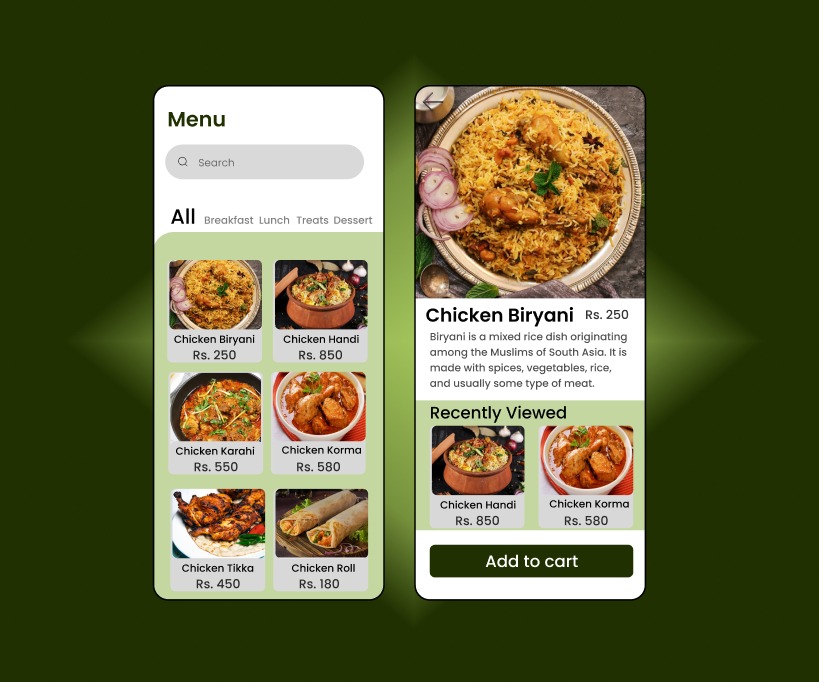 Menu
Search
All Breakfast Lunch Treats Dessert
Chicken Biryani
Rs. 250
Chicken Handi
Rs. 850
Chicken Karahi
Rs. 550
Chicken Korma
Rs. 580
Chicken Tikka
Rs. 450
Chicken Roll
Rs. 180
Chicken Biryani Rs. 250
Biryani is a mixed rice dish originating
among the Muslims of South Asia. It is
made with spices, vegetables, rice,
and usually some type of meat.
Recently Viewed
Chicken Handi
Rs. 850
Chicken Korma
Rs. 580
Add to cart